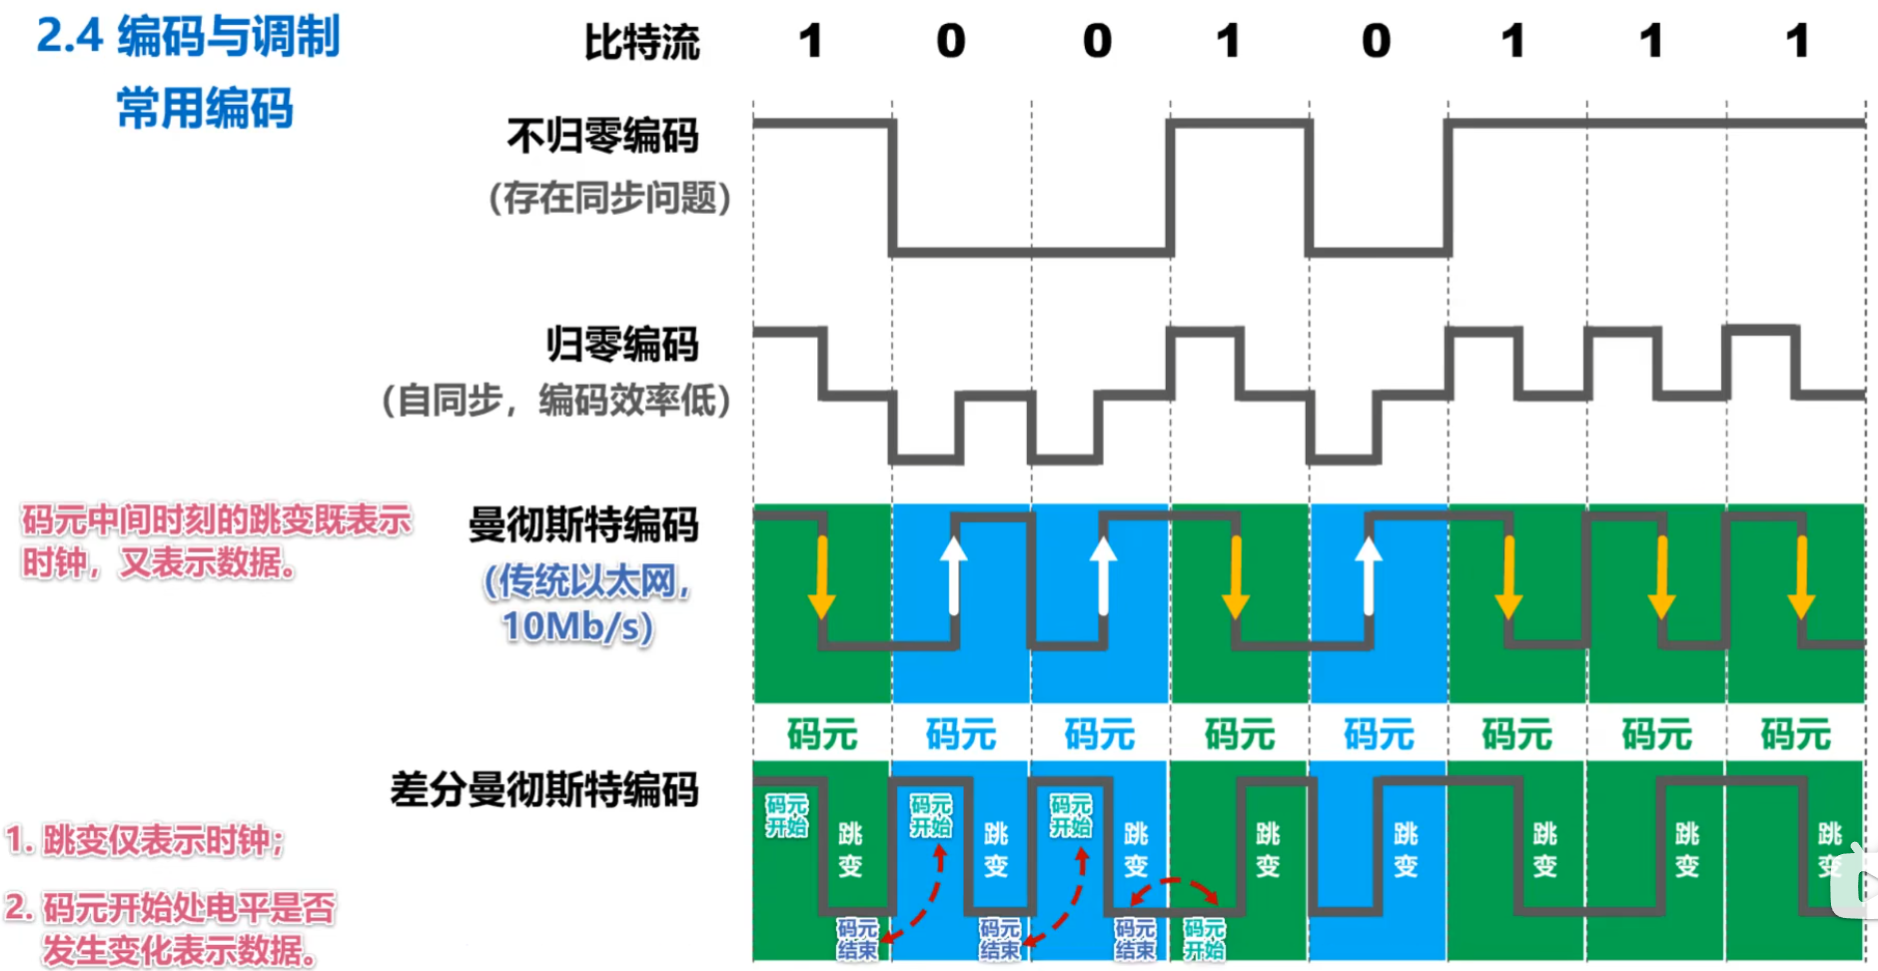 2.4 编码与调制
常用编码
比特流 1 0 0 1 0 1 1 1
不归零编码
（存在同步问题）
归零编码
（自同步，编码效率低）
码元中间时刻的跳变既表示
时钟，又表示数据。
曼彻斯特编码
（传统以太网，
10Mb/s）
码元 码元 码元 码元 码元 码元 码元 码元
差分曼彻斯特编码
码元
开始
码元
开始
码元
开始
跳
变
跳
变
跳
变
跳
变
跳
变
跳
变
跳
变
跳
变
码元
结束
码元
结束
码元
结束
码元
开始
1. 跳变仅表示时钟；
2. 码元开始处电平是否
发生变化表示数据。